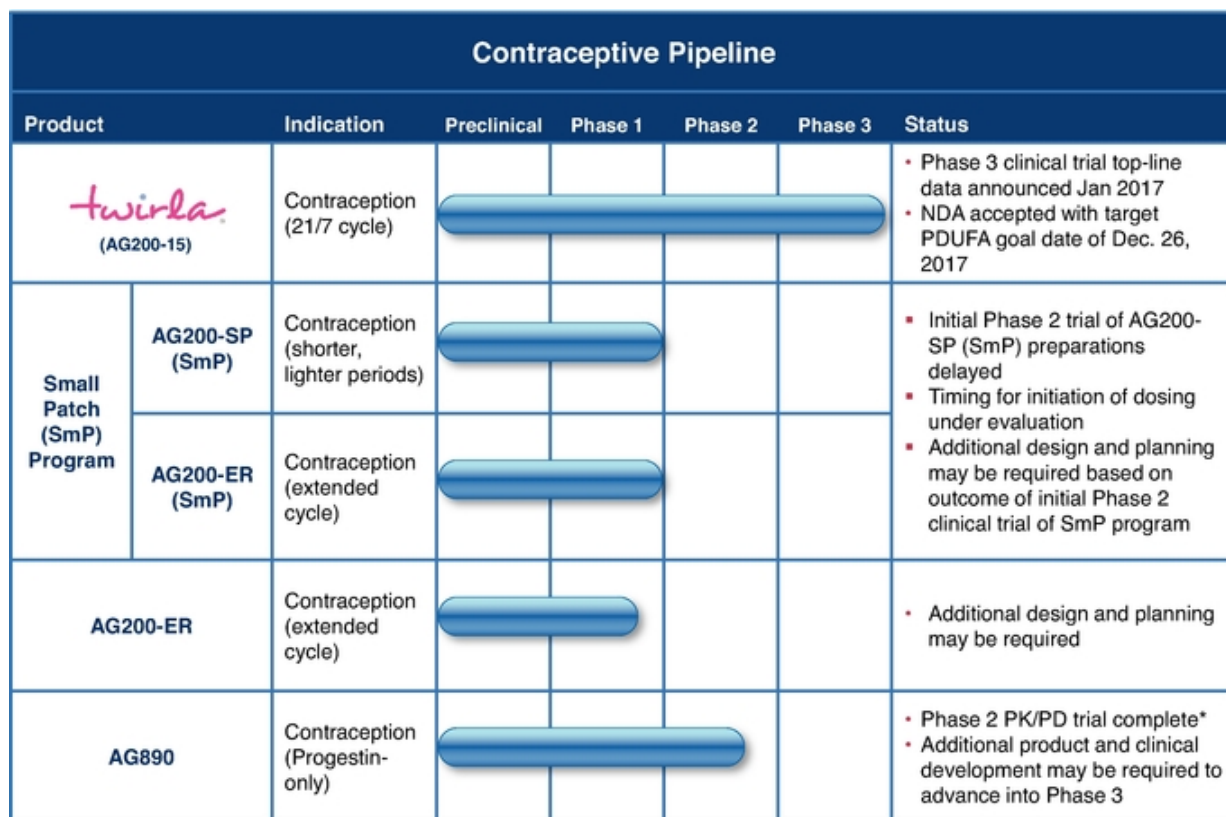 Contraceptive Pipeline
Product Indication Preclinical Phase 1 Phase 2 Phase 3 Status
twirla
(AG200-15)
Contraception
(21/7 cycle)
• Phase 3 clinical trial top-line
data announced Jan 2017
• NDA accepted with target
PDUFA goal date of Dec. 26,
2017
Small
Patch
(SmP)
Program
AG200-SP
(SmP)
Contraception
(shorter,
lighter periods)
AG200-ER
(SmP)
Contraception
(extended
cycle)
▪ Initial Phase 2 trial of AG200-
SP (SmP) preparations
delayed
▪ Timing for initiation of dosing
under evaluation
▪ Additional design and planning
may be required based on
outcome of initial Phase 2
clinical trial of SmP program
AG200-ER
Contraception
(extended
cycle)
• Additional design and planning
may be required
AG890
Contraception
(Progestin-
only)
• Phase 2 PK/PD trial complete*
• Additional product and clinical
development may be required to
advance into Phase 3